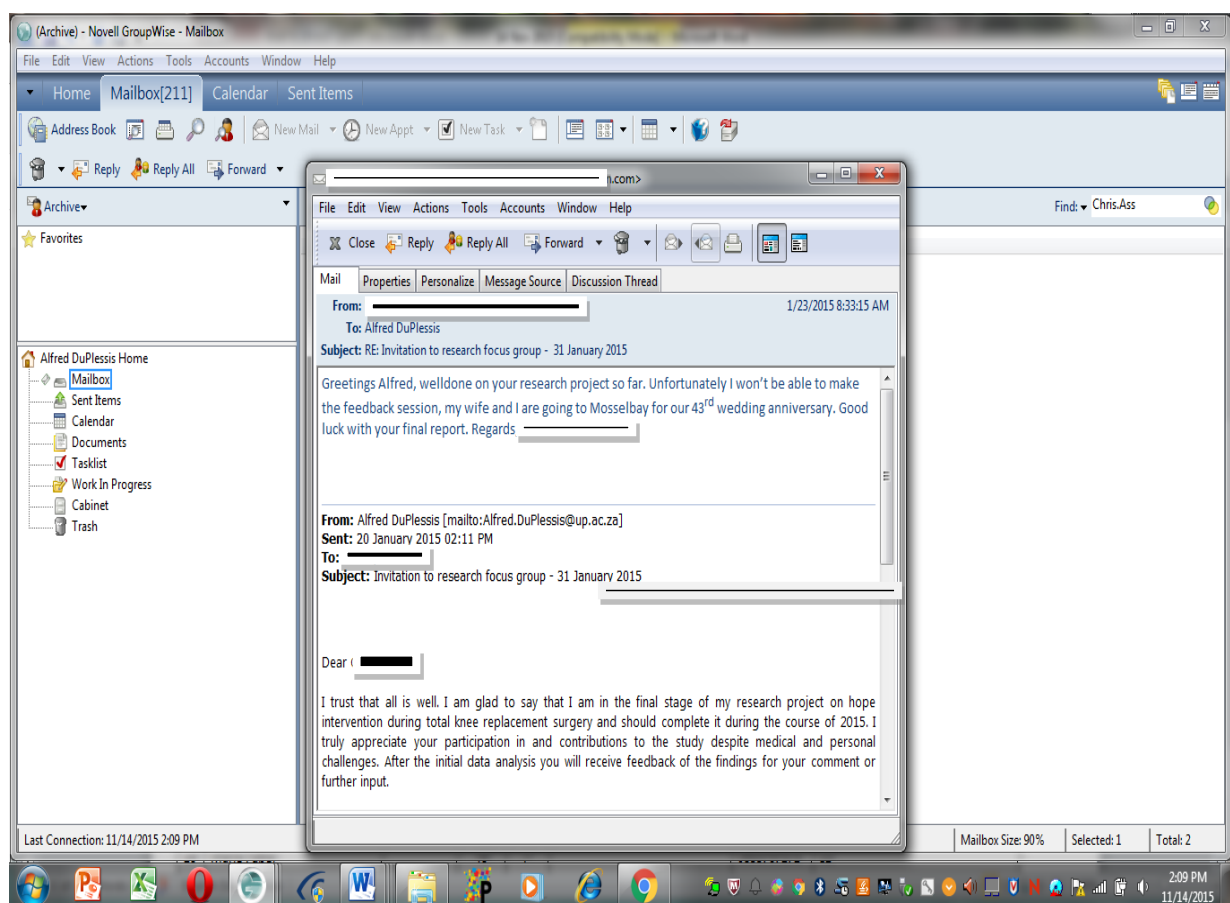 (Archive) - Novell GroupWise - Mailbox
File Edit View Actions Tools Accounts Window Help
Home Mailbox[211] Calendar Sent Items
Address Book New Mail New Appt New Task
Reply Reply All Forward
Archive
Find: Chris.Ass
Favorites
Alfred DuPlessis Home
Mailbox
Sent Items
Calendar
Documents
Tasklist
Work In Progress
Cabinet
Trash
n.com>
File Edit View Actions Tools Accounts Window Help
Close Reply Reply All Forward
Mail Properties Personalize Message Source Discussion Thread
From: 1/23/2015 8:33:15 AM
To: Alfred DuPlessis
Subject: RE: Invitation to research focus group - 31 January 2015
Greetings Alfred, welldone on your research project so far. Unfortunately I won't be able to make
the feedback session, my wife and I are going to Mosselbay for our 43rd wedding anniversary. Good
luck with your final report. Regards
From: Alfred DuPlessis [mailto:Alfred.DuPlessis@up.ac.za]
Sent: 20 January 2015 02:11 PM
To:
Subject: Invitation to research focus group - 31 January 2015
Dear
I trust that all is well. I am glad to say that I am in the final stage of my research project on hope
intervention during total knee replacement surgery and should complete it during the course of 2015. I
truly appreciate your participation in and contributions to the study despite medical and personal
challenges. After the initial data analysis you will receive feedback of the findings for your comment or
further input.
Last Connection: 11/14/2015 2:09 PM
Mailbox Size: 90% Selected: 1 Total: 2
2:09 PM
11/14/2015